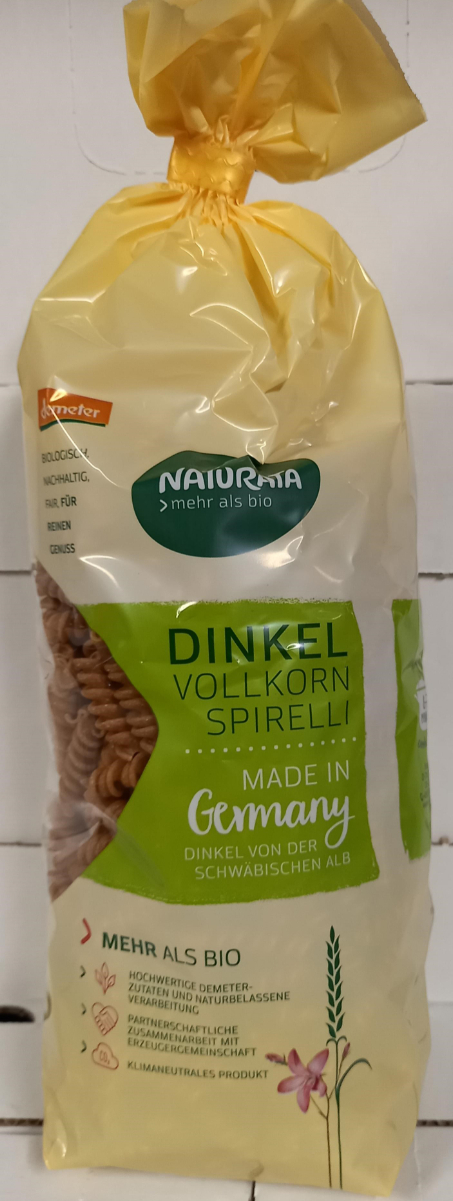 demeter
BIOLOGISCH,
NACHHALTIG,
FAIR, FÜR
REINEN
GENUSS
NATURATA
>mehr als bio
DINKEL
VOLLKORN
SPIRELLI
MADE IN
Germany
DINKEL VON DER
SCHWÄBISCHEN ALB
MEHR ALS BIO
HOCHWERTIGE DEMETER-
ZUTATEN UND NATURBELASSENE
VERARBEITUNG
PARTNERSCHAFTLICHE
ZUSAMMENARBEIT MIT
ERZEUGERGEMEINSCHAFT
KLIMANEUTRALES PRODUKT